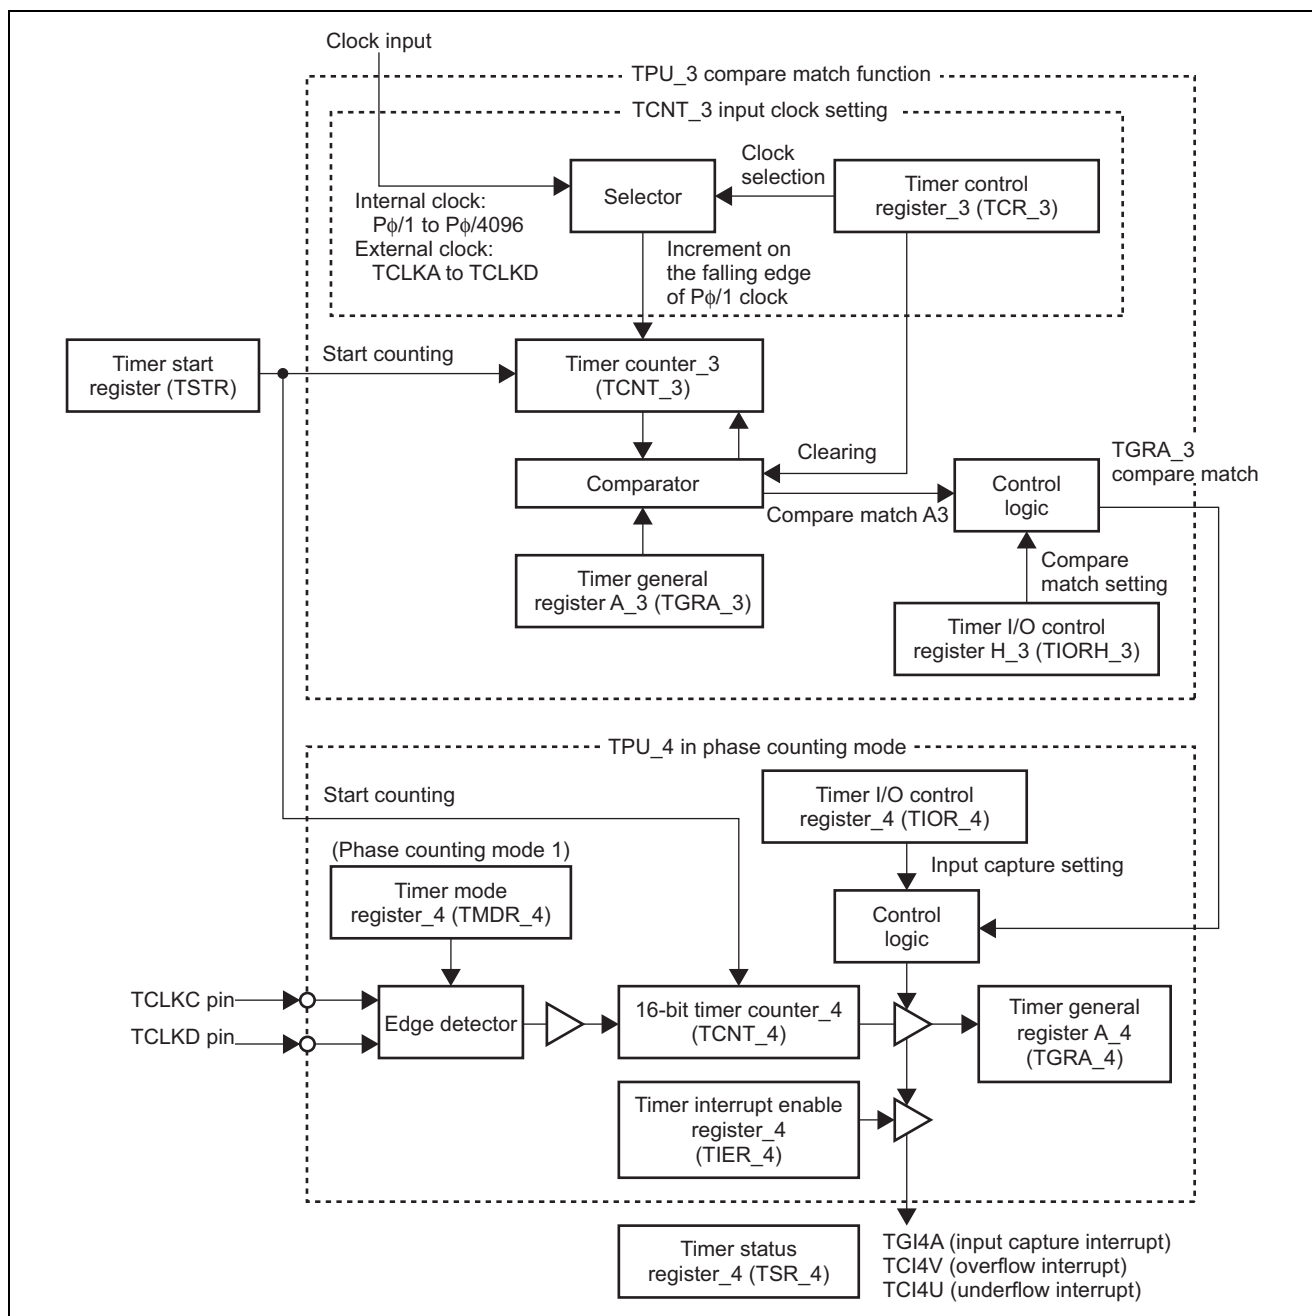 Clock input
TPU_3 compare match function
TCNT_3 input clock setting
Clock
selection
Selector
Timer control
register_3 (TCR_3)
Internal clock:
Pϕ/1 to Pϕ/4096
External clock:
TCLKA to TCLKD
Increment on
the falling edge
of Pϕ/1 clock
Timer start
register (TSTR)
Start counting
Timer counter_3
(TCNT_3)
Clearing
Comparator
Compare match A3
Control
logic
TGRA_3
compare match
Timer general
register A_3 (TGRA_3)
Compare
match setting
Timer I/O control
register H_3 (TIORH_3)
TPU_4 in phase counting mode
Start counting
Timer I/O control
register_4 (TIOR_4)
(Phase counting mode 1)
Timer mode
register_4 (TMDR_4)
Input capture setting
Control
logic
TCLKC pin
TCLKD pin
Edge detector
16-bit timer counter_4
(TCNT_4)
Timer general
register A_4
(TGRA_4)
Timer interrupt enable
register_4
(TIER_4)
Timer status
register_4 (TSR_4)
TGI4A (input capture interrupt)
TCI4V (overflow interrupt)
TCI4U (underflow interrupt)